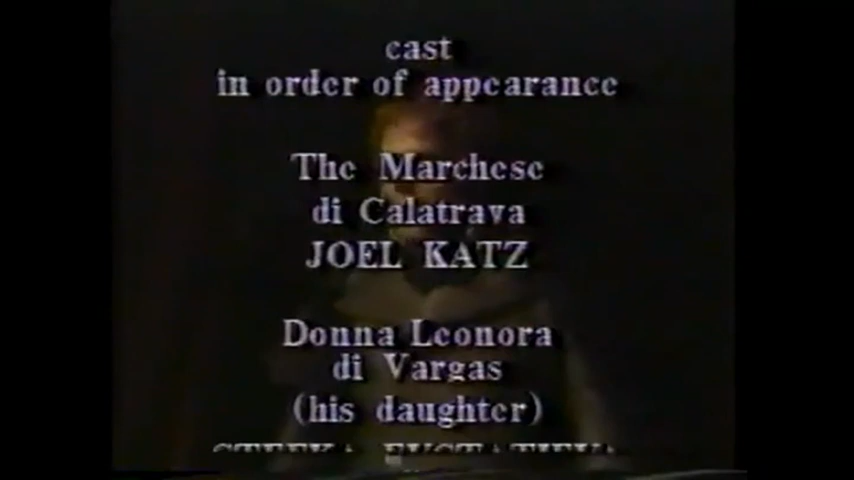 cast
in order of appearance
The Marchese
di Calatrava
JOEL KATZ
Donna Leonora
di Vargas
(his daughter)